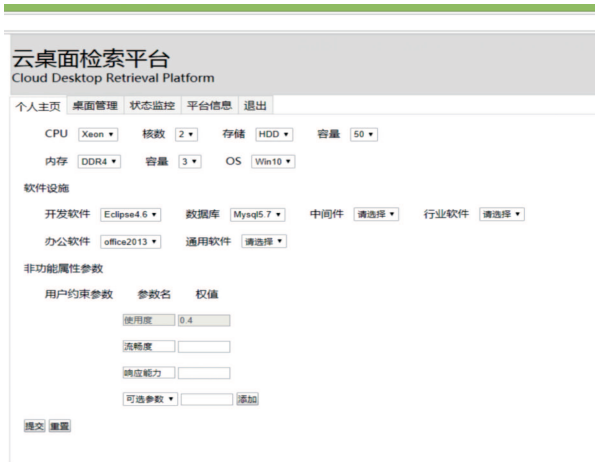 云桌面检索平台
Cloud Desktop Retrieval Platform
个人主页 桌面管理 状态监控 平台信息 退出
CPU Xeon 核数 2 存储 HDD 容量 50
内存 DDR4 容量 3 OS Win10
软件设施
开发软件 Eclipse4.6 数据库 Mysql5.7 中间件 请选择 行业软件 请选择
办公软件 office2013 通用软件 请选择
非功能属性参数
用户约束参数 参数名 权值
使用度 0.4
流畅度
响应能力
可选参数 添加
提交 重置